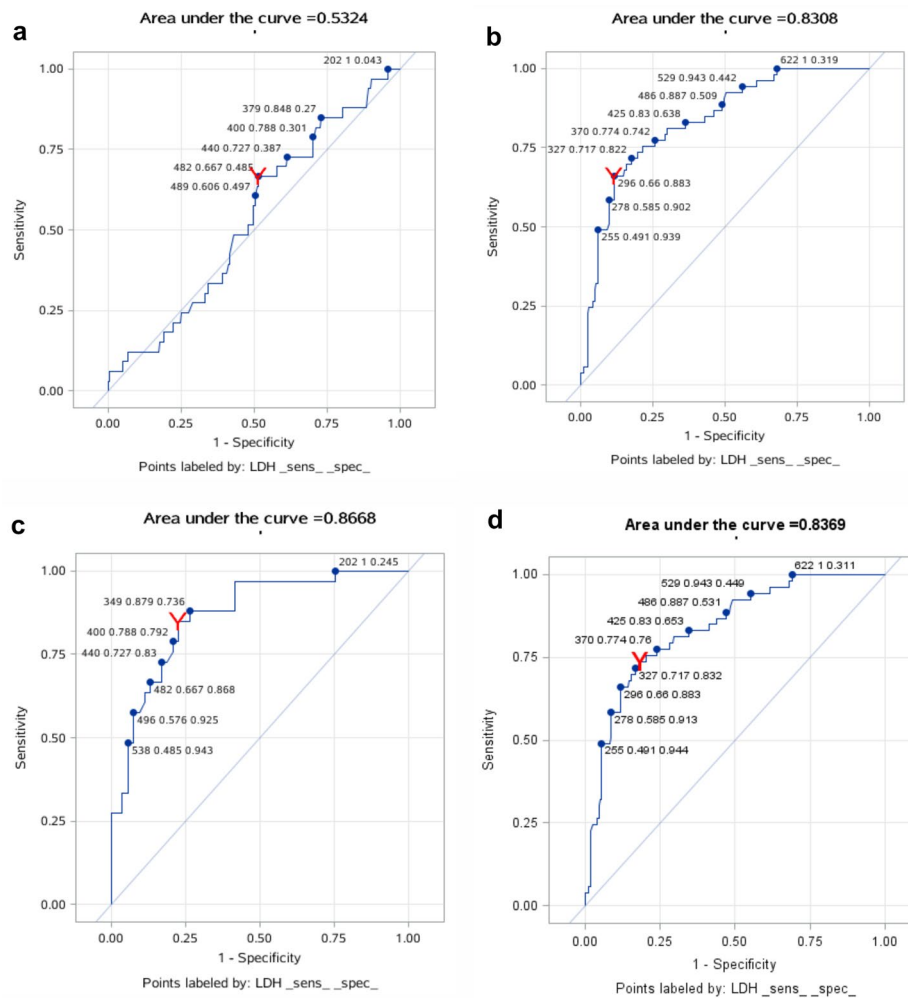 a
Area under the curve =0.5324
202 1 0.043
379 0.848 0.27
400 0.788 0.301
440 0.727 0.387
482 0.667 0.485
489 0.606 0.497
1.00
0.75
0.50
0.25
0.00
Sensitivity
0.00 0.25 0.50 0.75 1.00
1 - Specificity
Points labeled by: LDH _sens_ _spec_
b
Area under the curve =0.8308
622 1 0.319
529 0.943 0.442
486 0.887 0.509
425 0.83 0.638
370 0.774 0.742
327 0.717 0.822
296 0.66 0.883
278 0.585 0.902
255 0.491 0.939
1.00
0.75
0.50
0.25
0.00
Sensitivity
0.00 0.25 0.50 0.75 1.00
1 - Specificity
Points labeled by: LDH _sens_ _spec_
c
Area under the curve =0.8668
202 1 0.245
349 0.879 0.736
400 0.788 0.792
440 0.727 0.83
482 0.667 0.868
496 0.576 0.925
538 0.485 0.943
1.00
0.75
0.50
0.25
0.00
Sensitivity
0.00 0.25 0.50 0.75 1.00
1 - Specificity
Points labeled by: LDH _sens_ _spec_
d
Area under the curve =0.8369
622 1 0.311
529 0.943 0.449
486 0.887 0.531
425 0.83 0.653
370 0.774 0.76
327 0.717 0.832
296 0.66 0.883
278 0.585 0.913
255 0.491 0.944
1.00
0.75
0.50
0.25
0.00
Sensitivity
0.00 0.25 0.50 0.75 1.00
1 - Specificity
Points labeled by: LDH _sens_ _spec_